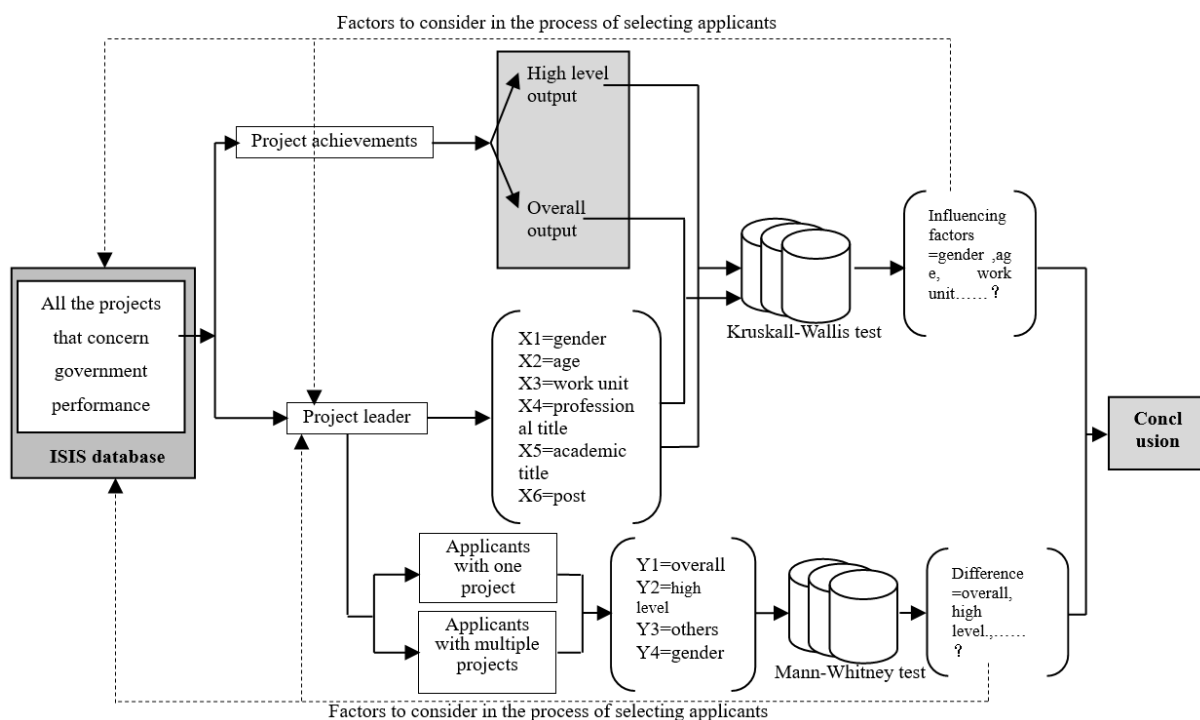 Factors to consider in the process of selecting applicants
High level
output
Project achievements
Overall
output
All the projects
that concern
government
performance
ISIS database
Project leader
X1=gender
X2=age
X3=work unit
X4=profession
al title
X5=academic
title
X6=post
Kruskall-Wallis test
Influencing
factors
=gender ,ag
e, work
unit…… ?
Concl
usion
Applicants
with one
project
Applicants
with multiple
projects
Y1=overall
Y2=high
level
Y3=others
Y4=gender
Mann-Whitney test
Difference
=overall,
high
level.,……
?
Factors to consider in the process of selecting applicants